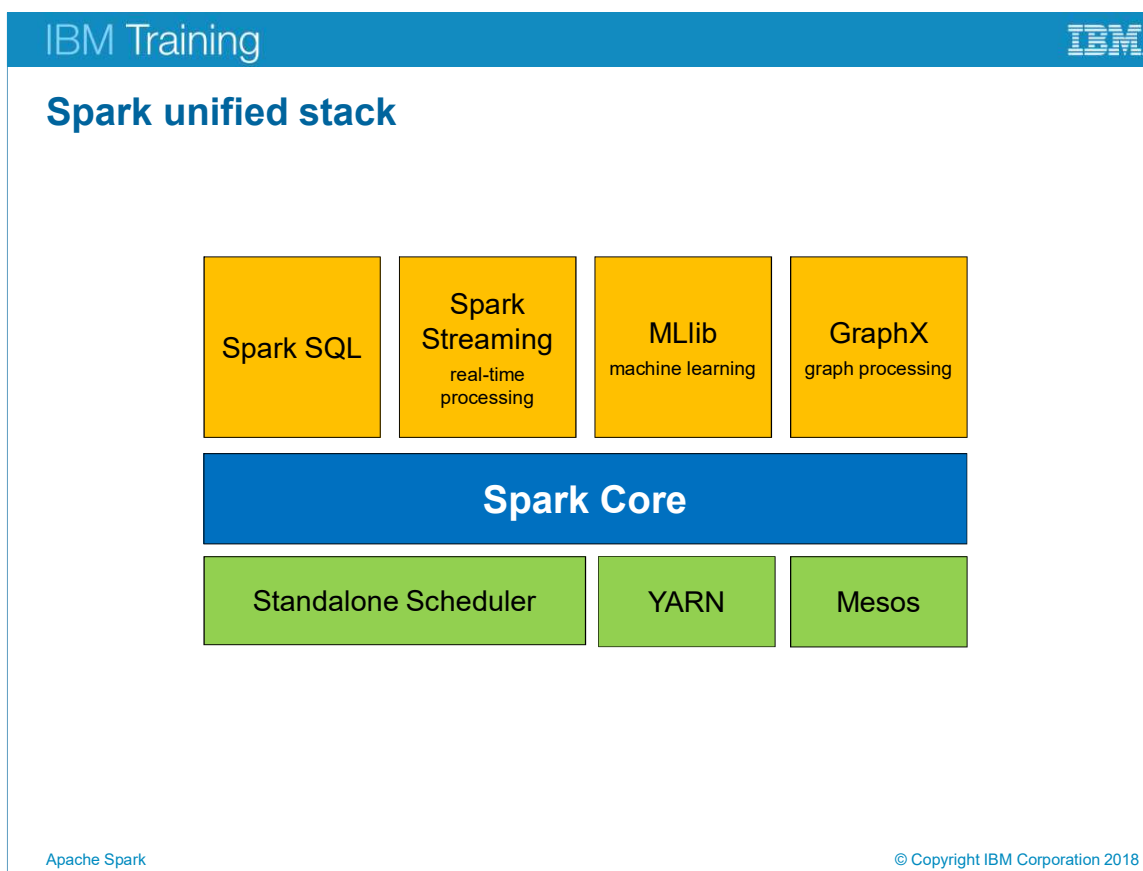 IBM Training
IBM
Spark unified stack
Spark SQL
Spark
Streaming
real-time
processing
MLlib
machine learning
GraphX
graph processing
Spark Core
Standalone Scheduler
YARN
Mesos
Apache Spark
© Copyright IBM Corporation 2018